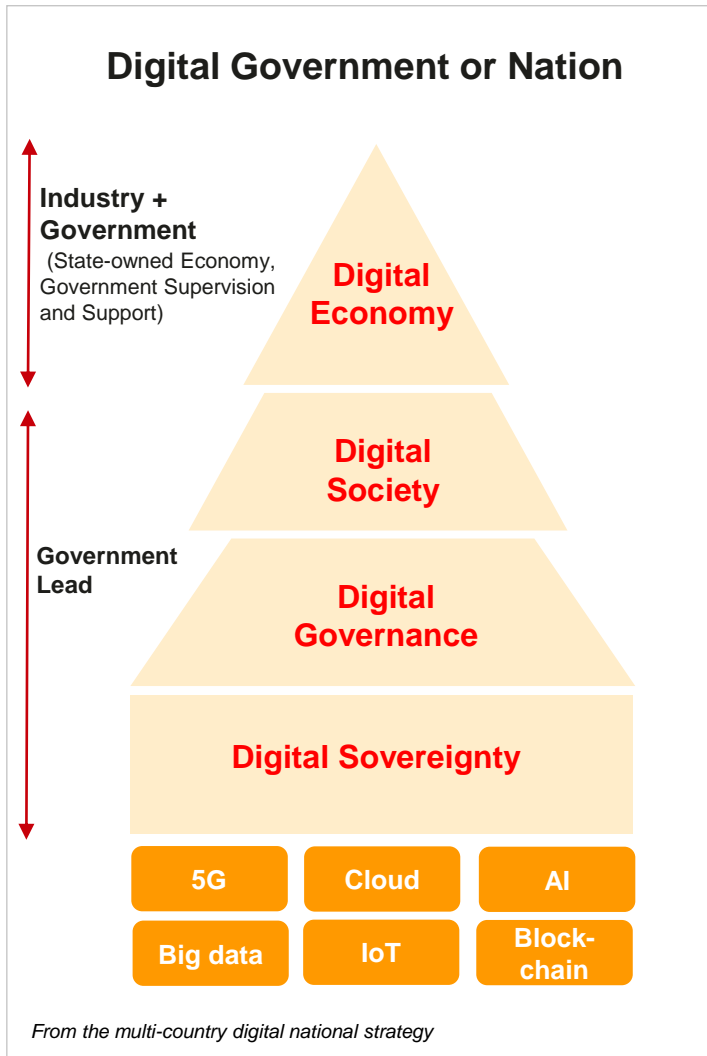 Digital Government or Nation
Industry +
Government
(State-owned Economy,
Government Supervision
and Support)
Digital
Economy
Digital
Society
Government
Lead
Digital
Governance
Digital Sovereignty
5G
Cloud
AI
Big data
IoT
Block-
chain
From the multi-country digital national strategy